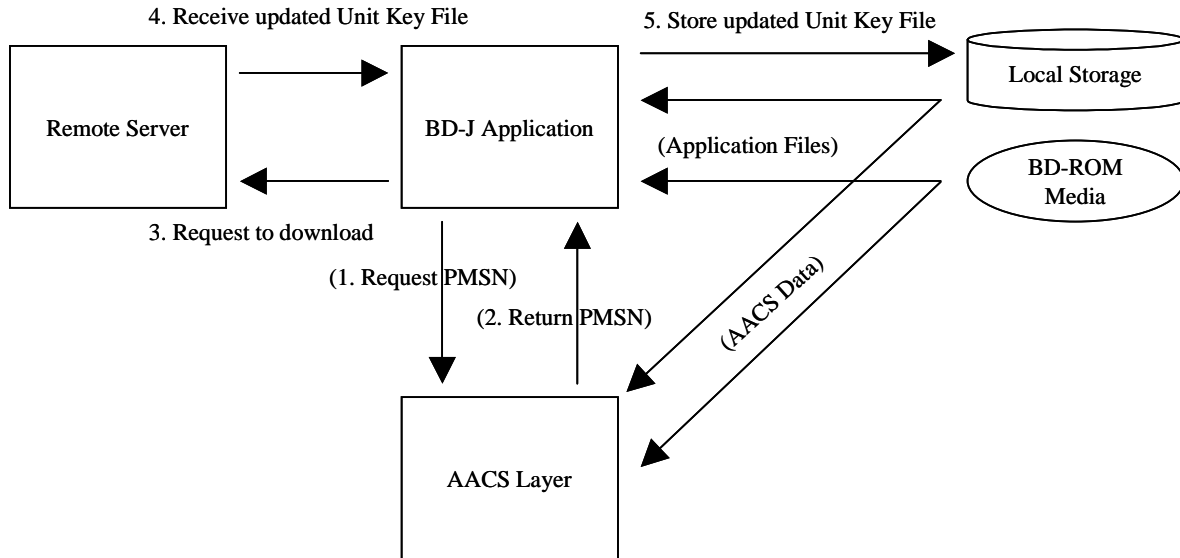 4. Receive updated Unit Key File
5. Store updated Unit Key File
Local Storage
Remote Server
BD-J Application
(Application Files)
BD-ROM
Media
3. Request to download
(1. Request PMSN)
(2. Return PMSN)
(AACS Data)
AACS Layer